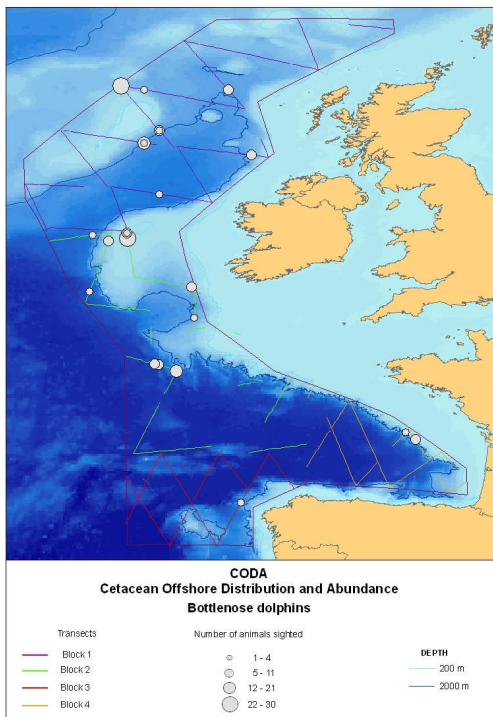 CODA
Cetacean Offshore Distribution and Abundance
Bottlenose dolphins
Transects
Block 1
Block 2
Block 3
Block 4
Number of animals sighted
1 - 4
5 - 11
12 - 21
22 - 30
DEPTH
200 m
2000 m